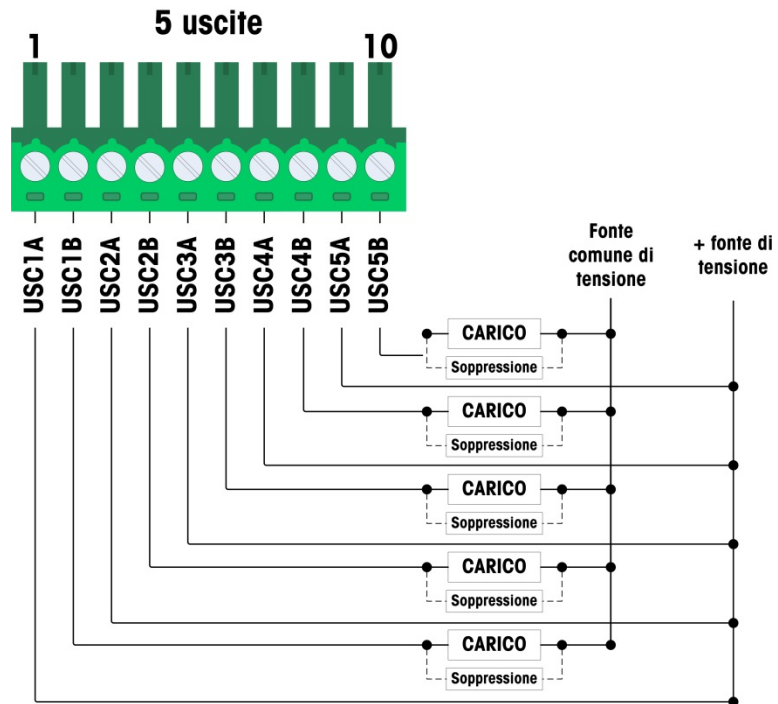 5 uscite
1
10
USC1A
USC1B
USC2A
USC2B
USC3A
USC3B
USC4A
USC4B
USC5A
USC5B
Fonte
comune di
tensione
+ fonte di
tensione
CARICO
Soppressione
CARICO
Soppressione
CARICO
Soppressione
CARICO
Soppressione
CARICO
Soppressione